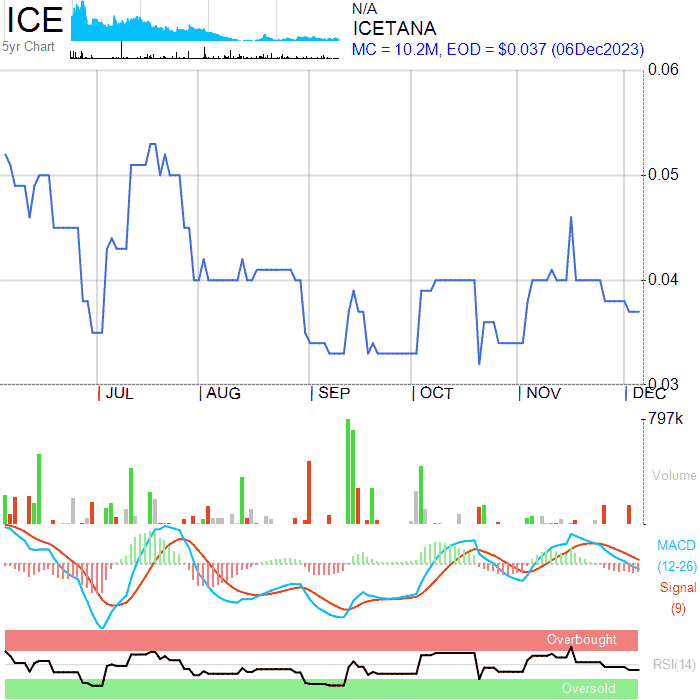 ICE
5yr Chart
N/A
ICETANA
MC = 10.2M, EOD = $0.037 (06Dec2023)
0.06
0.05
0.04
0.03
JUL
AUG
SEP
OCT
NOV
DEC
797k
Volume
MACD
(12-26)
Signal
(9)
Overbought
RSI(14)
Oversold